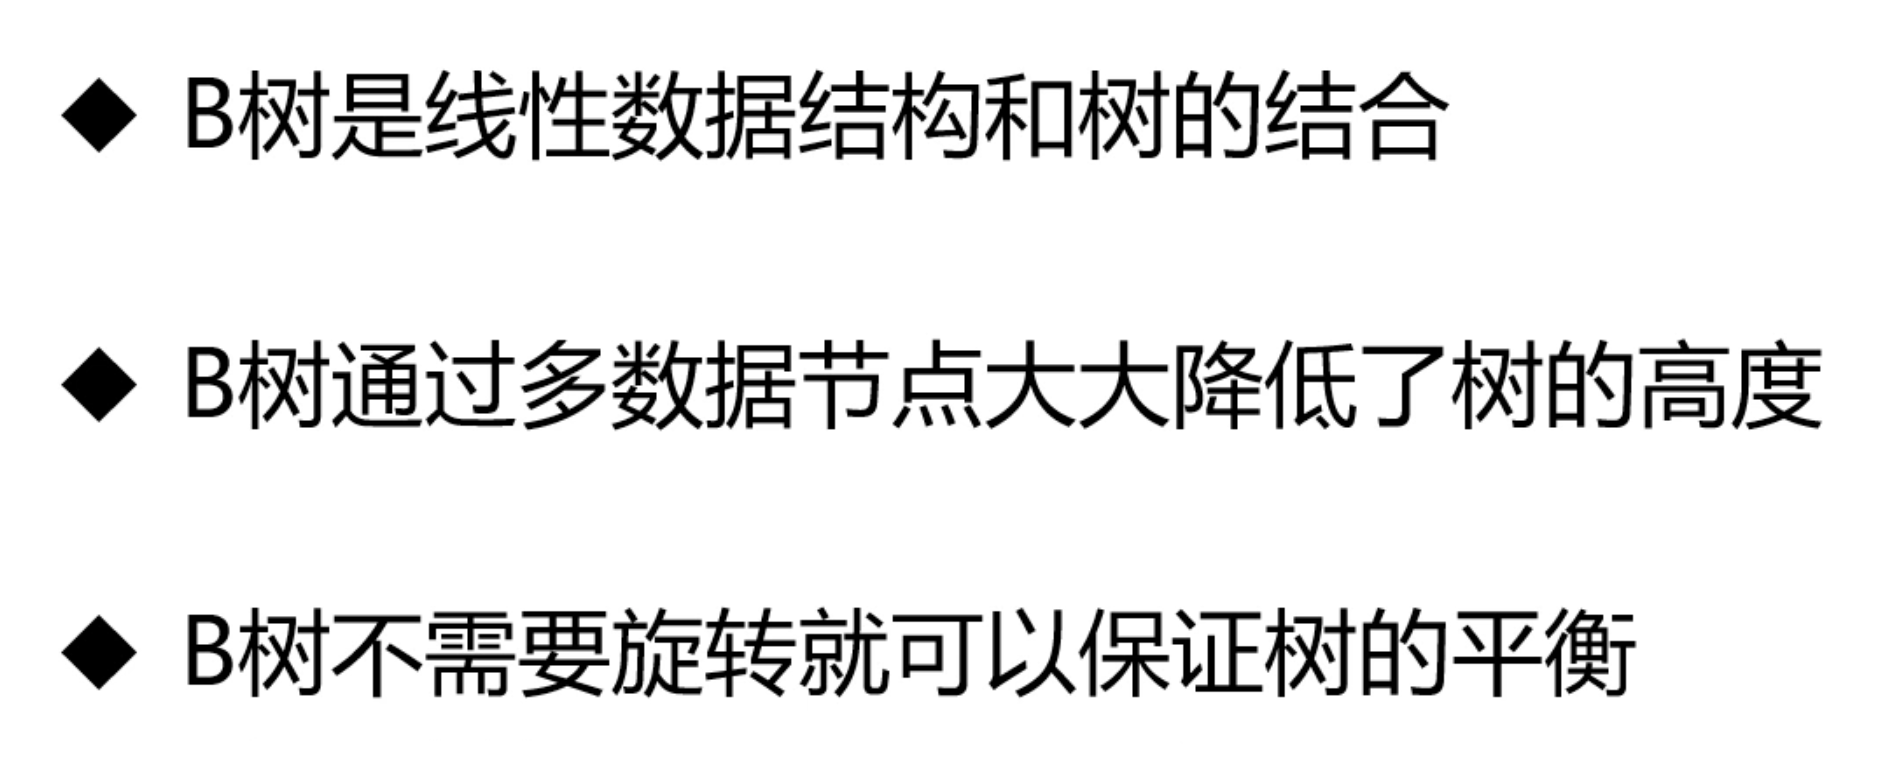 ◆ B树是线性数据结构和树的结合
◆ B树通过多数据节点大大降低了树的高度
◆ B树不需要旋转就可以保证树的平衡